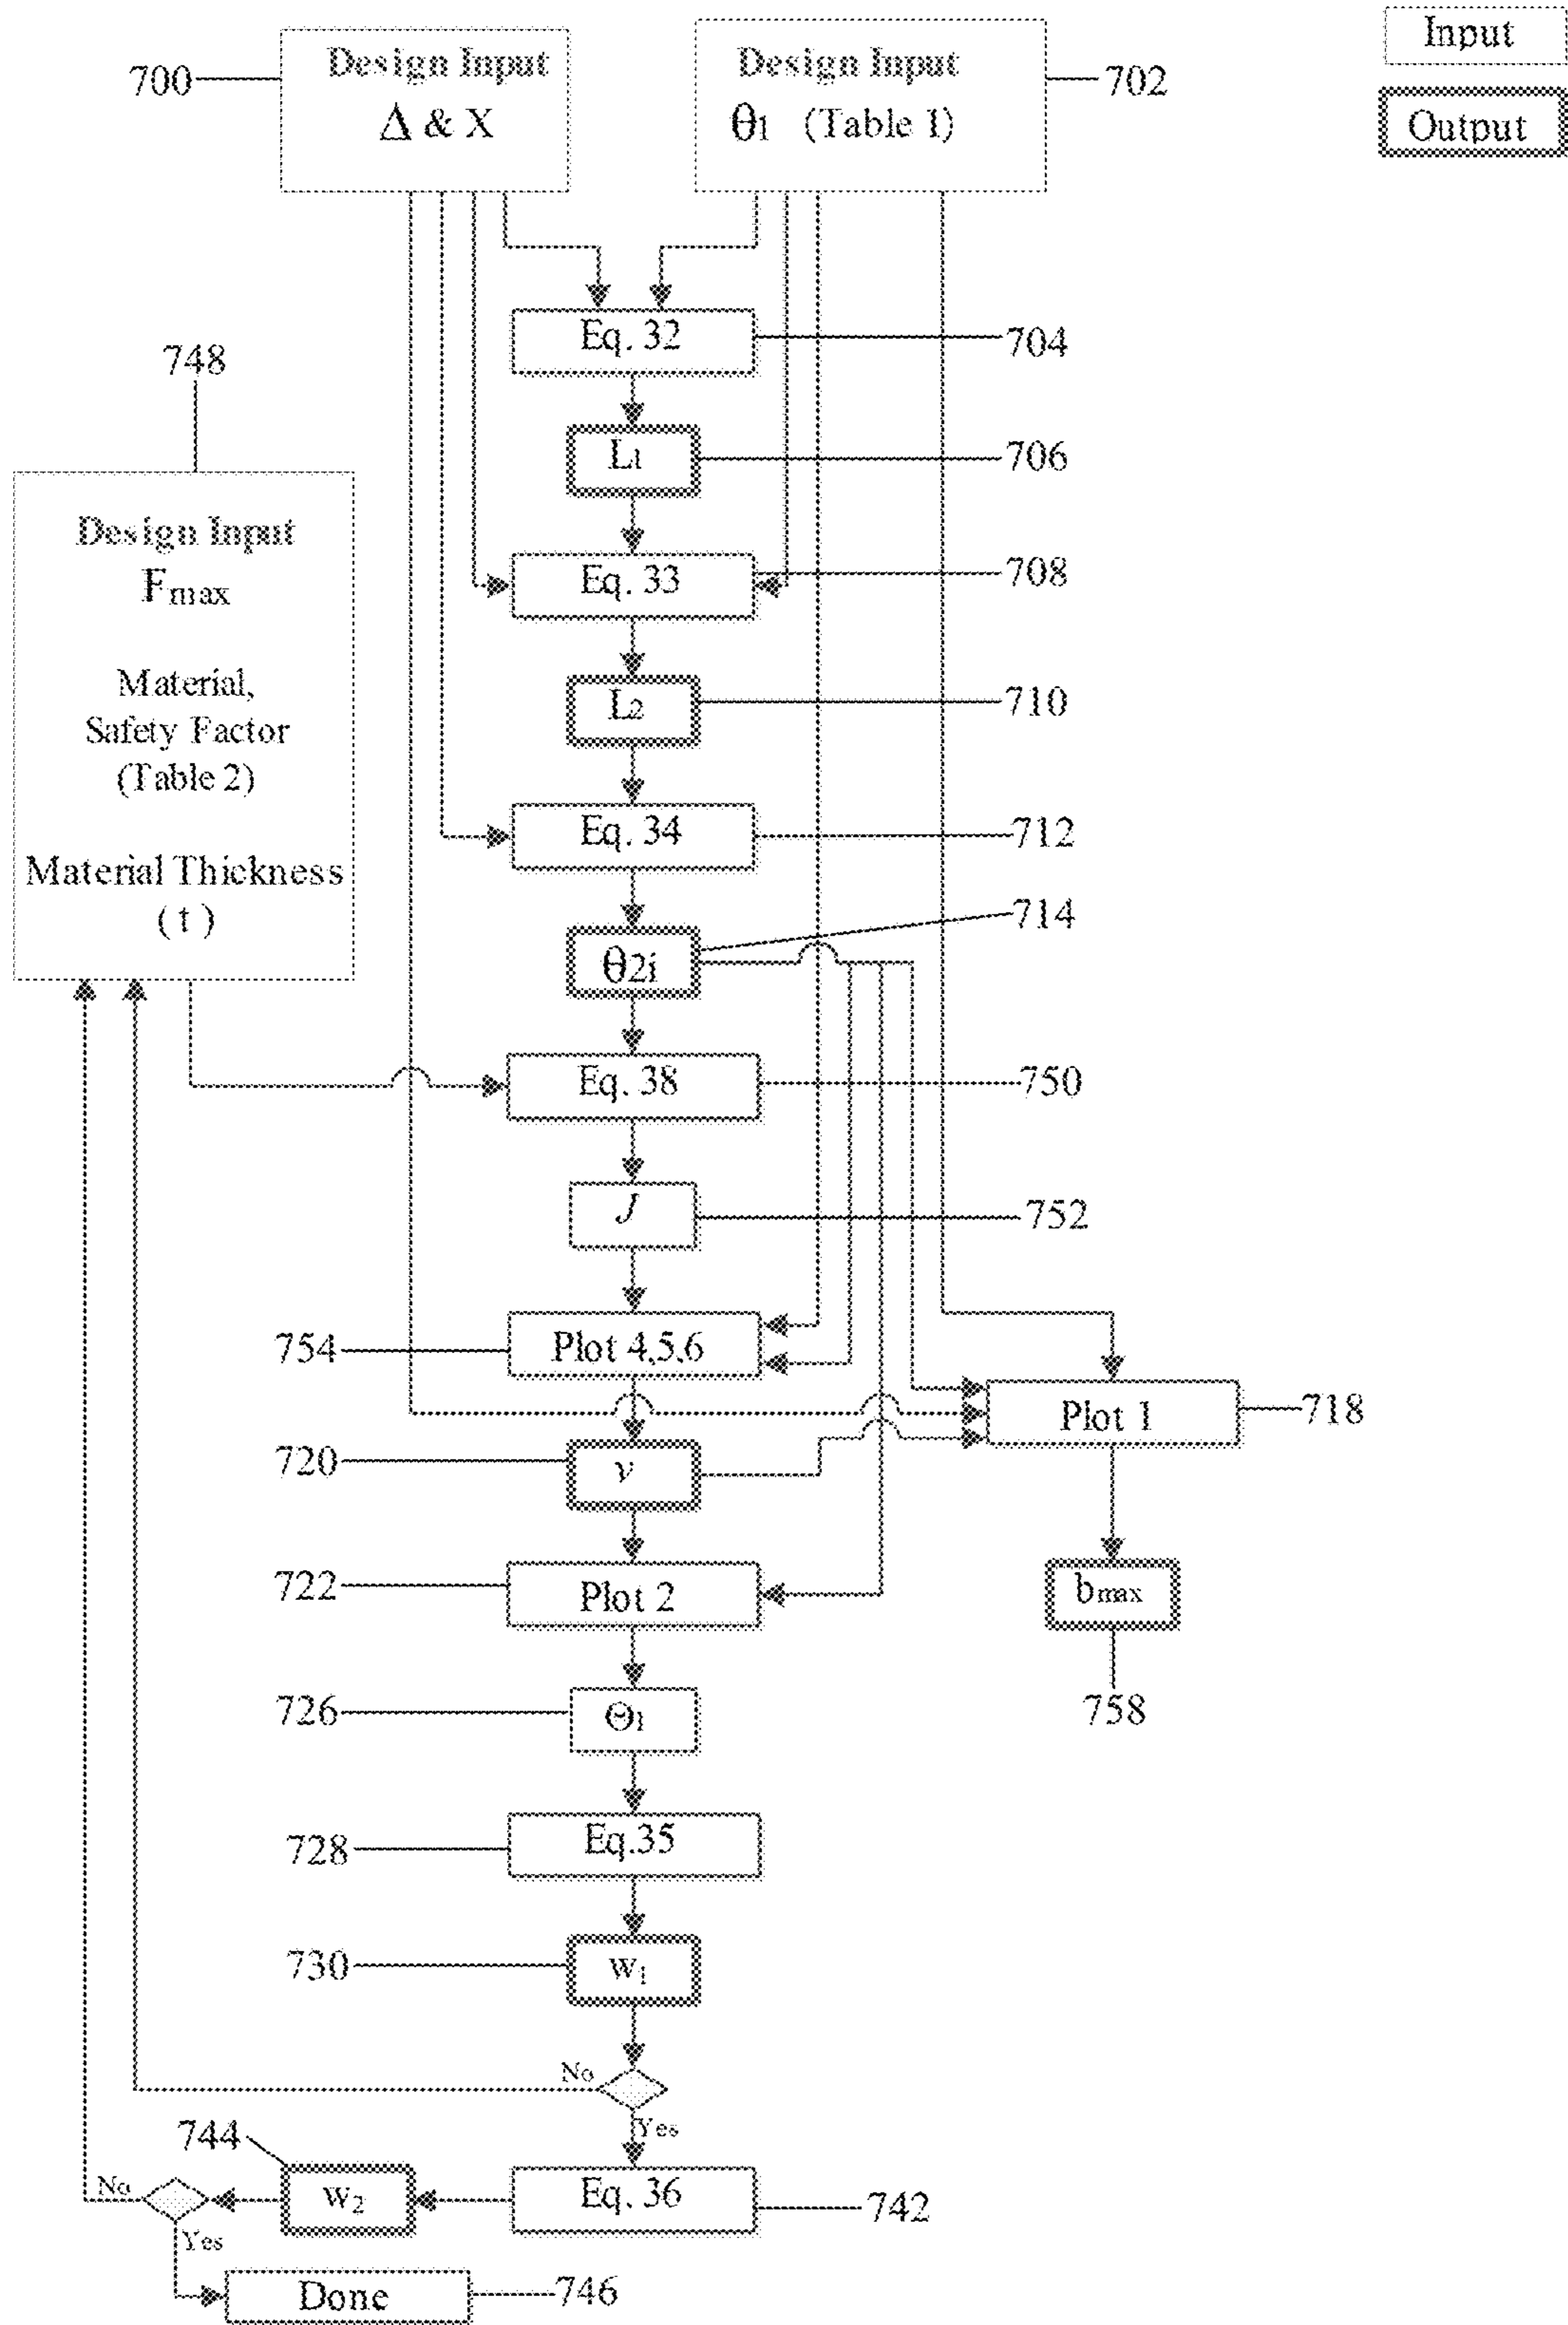 Input
Output
700
Design Input
Δ & X
Design Input
θ1 (Table 1)
702
Eq. 32
704
L1
706
748
Design Input
Fmax
Material,
Safety Factor
(Table 2)
Material Thickness
( t )
Eq. 33
708
L2
710
Eq. 34
712
θ2i
714
Eq. 38
750
J
752
754
Plot 4,5,6
Plot 1
718
720
ν
722
Plot 2
bmax
758
726
Θ1
728
Eq.35
730
w1
No
Yes
744
No
w2
Eq. 36
742
Yes
Done
746